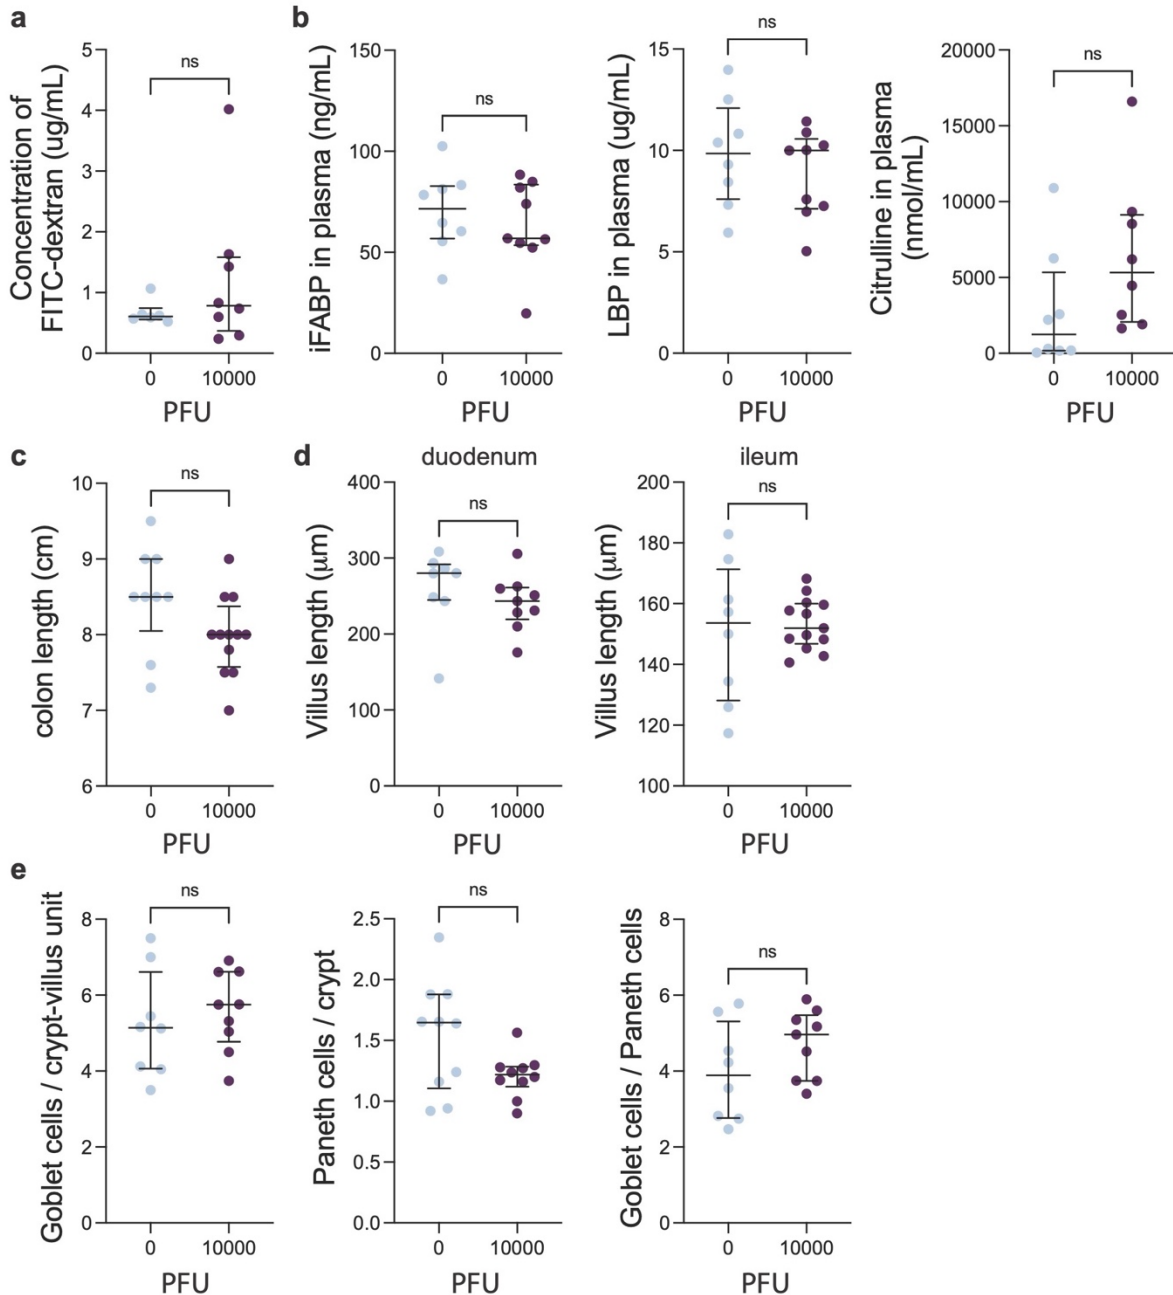 a
Concentration of
FITC-dextran (ug/mL)
5
4
3
2
1
0
ns
0 10000
PFU
b
iFABP in plasma (ng/mL)
150
100
50
0
ns
0 10000
PFU
LBP in plasma (ug/mL)
15
10
5
0
ns
0 10000
PFU
Citrulline in plasma
(nmol/mL)
20000
15000
10000
5000
0
ns
0 10000
PFU
c
colon length (cm)
10
9
8
7
6
ns
0 10000
PFU
d
duodenum
Villus length (μm)
400
300
200
100
0
ns
0 10000
PFU
ileum
Villus length (μm)
200
180
160
140
120
100
ns
0 10000
PFU
e
Goblet cells / crypt-villus unit
8
6
4
2
0
ns
0 10000
PFU
Paneth cells / crypt
2.5
2.0
1.5
1.0
0.5
0.0
ns
0 10000
PFU
Goblet cells / Paneth cells
8
6
4
2
0
ns
0 10000
PFU